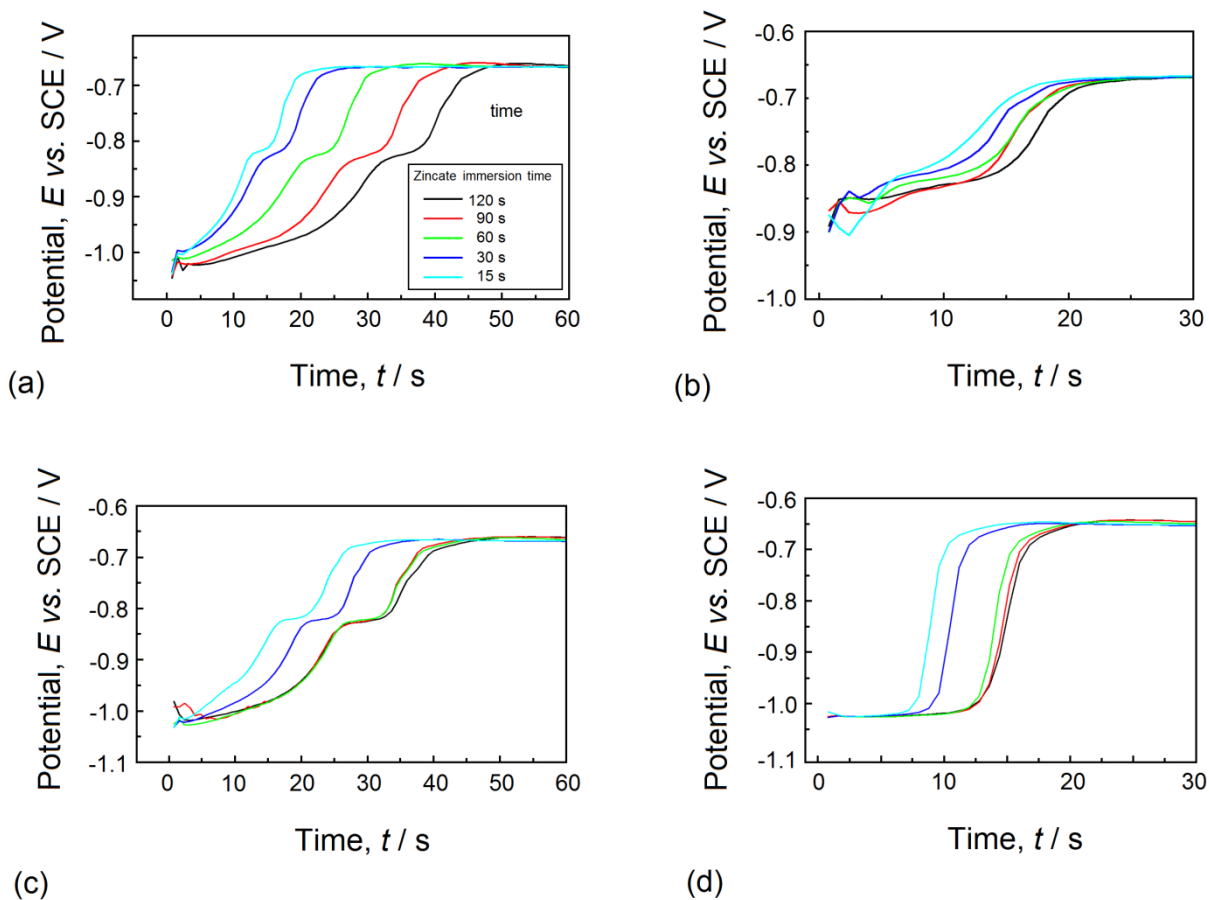 Potential, E vs. SCE / V
-0.7
-0.8
-0.9
-1.0
time
Zincate immersion time
120 s
90 s
60 s
30 s
15 s
0 10 20 30 40 50 60
Time, t / s
(a)
Potential, E vs. SCE / V
-0.6
-0.7
-0.8
-0.9
-1.0
0 10 20 30
Time, t / s
(b)
Potential, E vs. SCE / V
-0.6
-0.7
-0.8
-0.9
-1.0
-1.1
0 10 20 30 40 50 60
Time, t / s
(c)
Potential, E vs. SCE / V
-0.6
-0.7
-0.8
-0.9
-1.0
-1.1
0 10 20 30
Time, t / s
(d)